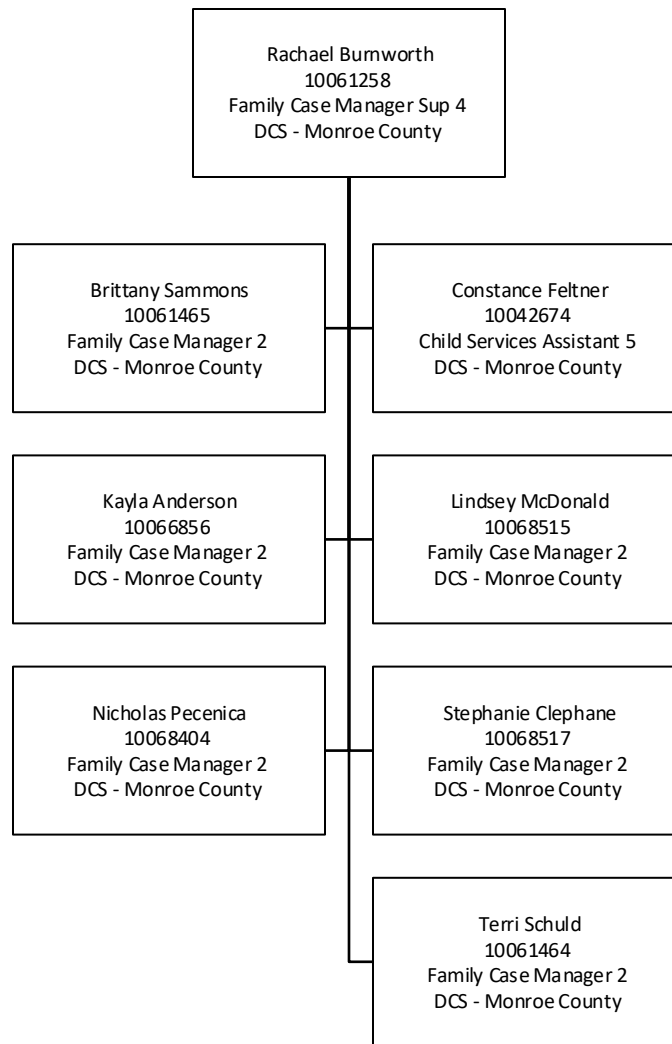 Rachael Burnworth
10061258
Family Case Manager Sup 4
DCS - Monroe County
Brittany Sammons
10061465
Family Case Manager 2
DCS - Monroe County
Constance Feltner
10042674
Child Services Assistant 5
DCS - Monroe County
Kayla Anderson
10066856
Family Case Manager 2
DCS - Monroe County
Lindsey McDonald
10068515
Family Case Manager 2
DCS - Monroe County
Nicholas Pecenica
10068404
Family Case Manager 2
DCS - Monroe County
Stephanie Clephane
10068517
Family Case Manager 2
DCS - Monroe County
Terri Schuld
10061464
Family Case Manager 2
DCS - Monroe County